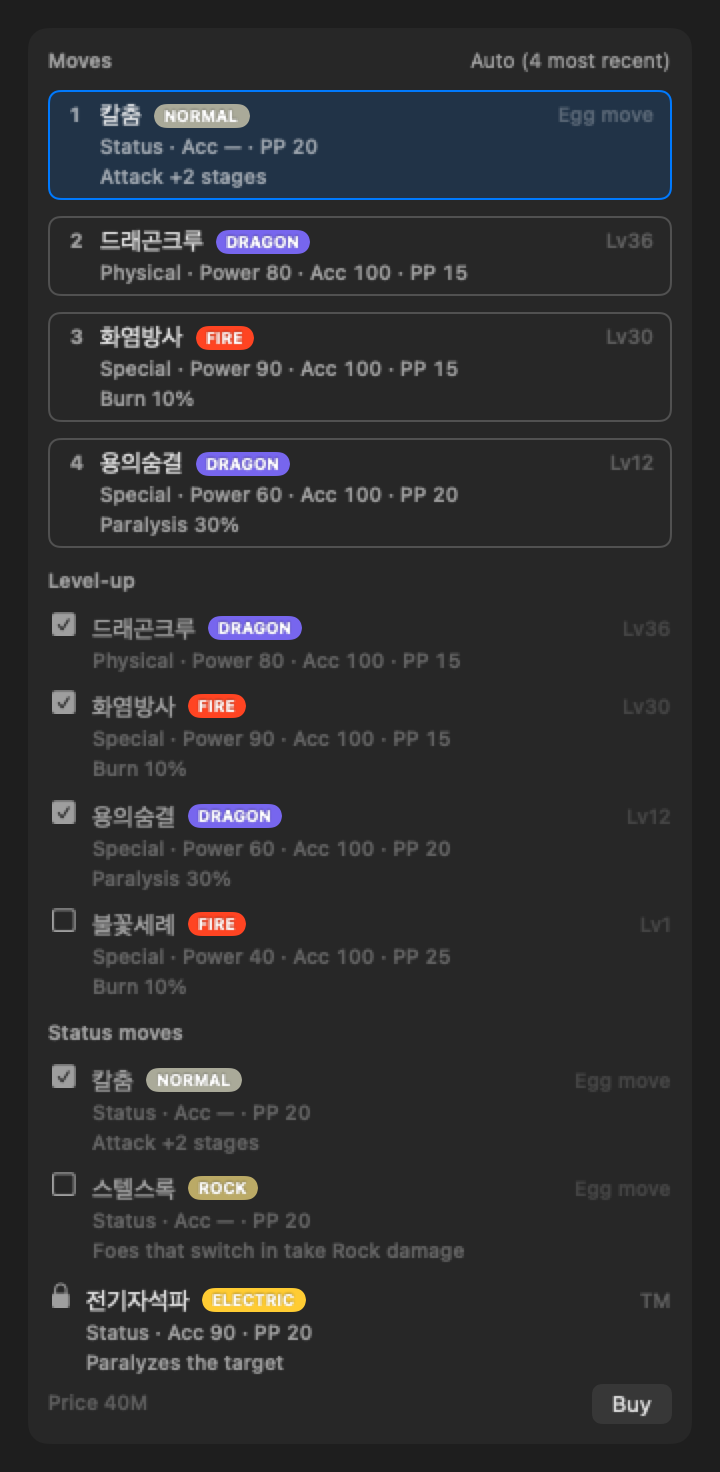 Moves Auto (4 most recent)
1 칼춤 NORMAL Egg move
Status · Acc — · PP 20
Attack +2 stages
2 드래곤크루 DRAGON Lv36
Physical · Power 80 · Acc 100 · PP 15
3 화염방사 FIRE Lv30
Special · Power 90 · Acc 100 · PP 15
Burn 10%
4 용의숨결 DRAGON Lv12
Special · Power 60 · Acc 100 · PP 20
Paralysis 30%
Level-up
드래곤크루 DRAGON Lv36
Physical · Power 80 · Acc 100 · PP 15
화염방사 FIRE Lv30
Special · Power 90 · Acc 100 · PP 15
Burn 10%
용의숨결 DRAGON Lv12
Special · Power 60 · Acc 100 · PP 20
Paralysis 30%
불꽃세례 FIRE Lv1
Special · Power 40 · Acc 100 · PP 25
Burn 10%
Status moves
칼춤 NORMAL Egg move
Status · Acc — · PP 20
Attack +2 stages
스텔스록 ROCK Egg move
Status · Acc — · PP 20
Foes that switch in take Rock damage
전기자석파 ELECTRIC TM
Status · Acc 90 · PP 20
Paralyzes the target
Price 40M Buy